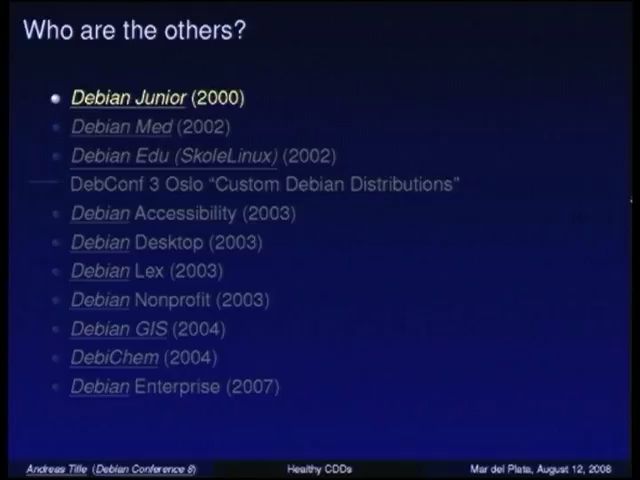 Who are the others?
Debian Junior (2000)
Debian Med (2002)
Debian Edu (SkoleLinux) (2002)
DebConf 3 Oslo “Custom Debian Distributions”
Debian Accessibility (2003)
Debian Desktop (2003)
Debian Lex (2003)
Debian Nonprofit (2003)
Debian GIS (2004)
DebiChem (2004)
Debian Enterprise (2007)
Andreas Tille (Debian Conference 8) Healthy CDDs Mar del Plata, August 12, 2008